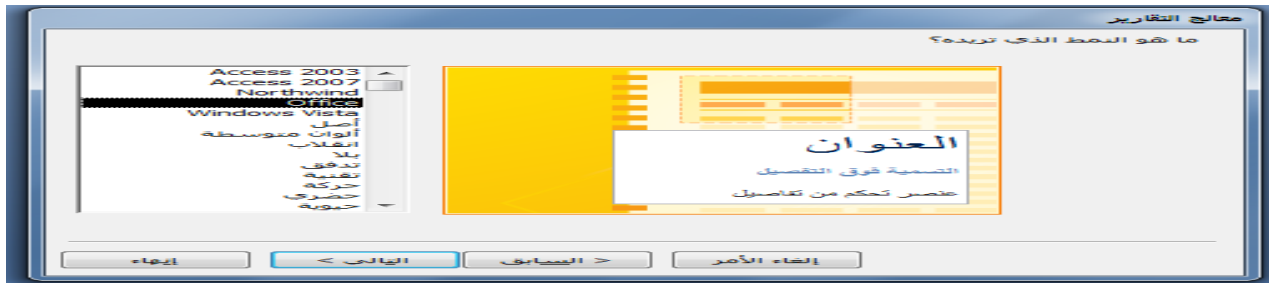 معالج التقارير
ما هو النمط الذي تريده؟
العنوان
التسمية فوق التفصيل
عنصر تحكم من تفاصيل
Access 2003
Access 2007
Northwind
Office
Windows Vista
أصل
ألوان متوسطة
انقلاب
بلا
تدفق
تقنية
حركة
حضري
حيوية
إلغاء الأمر
< السابق
التالي >
إنهاء